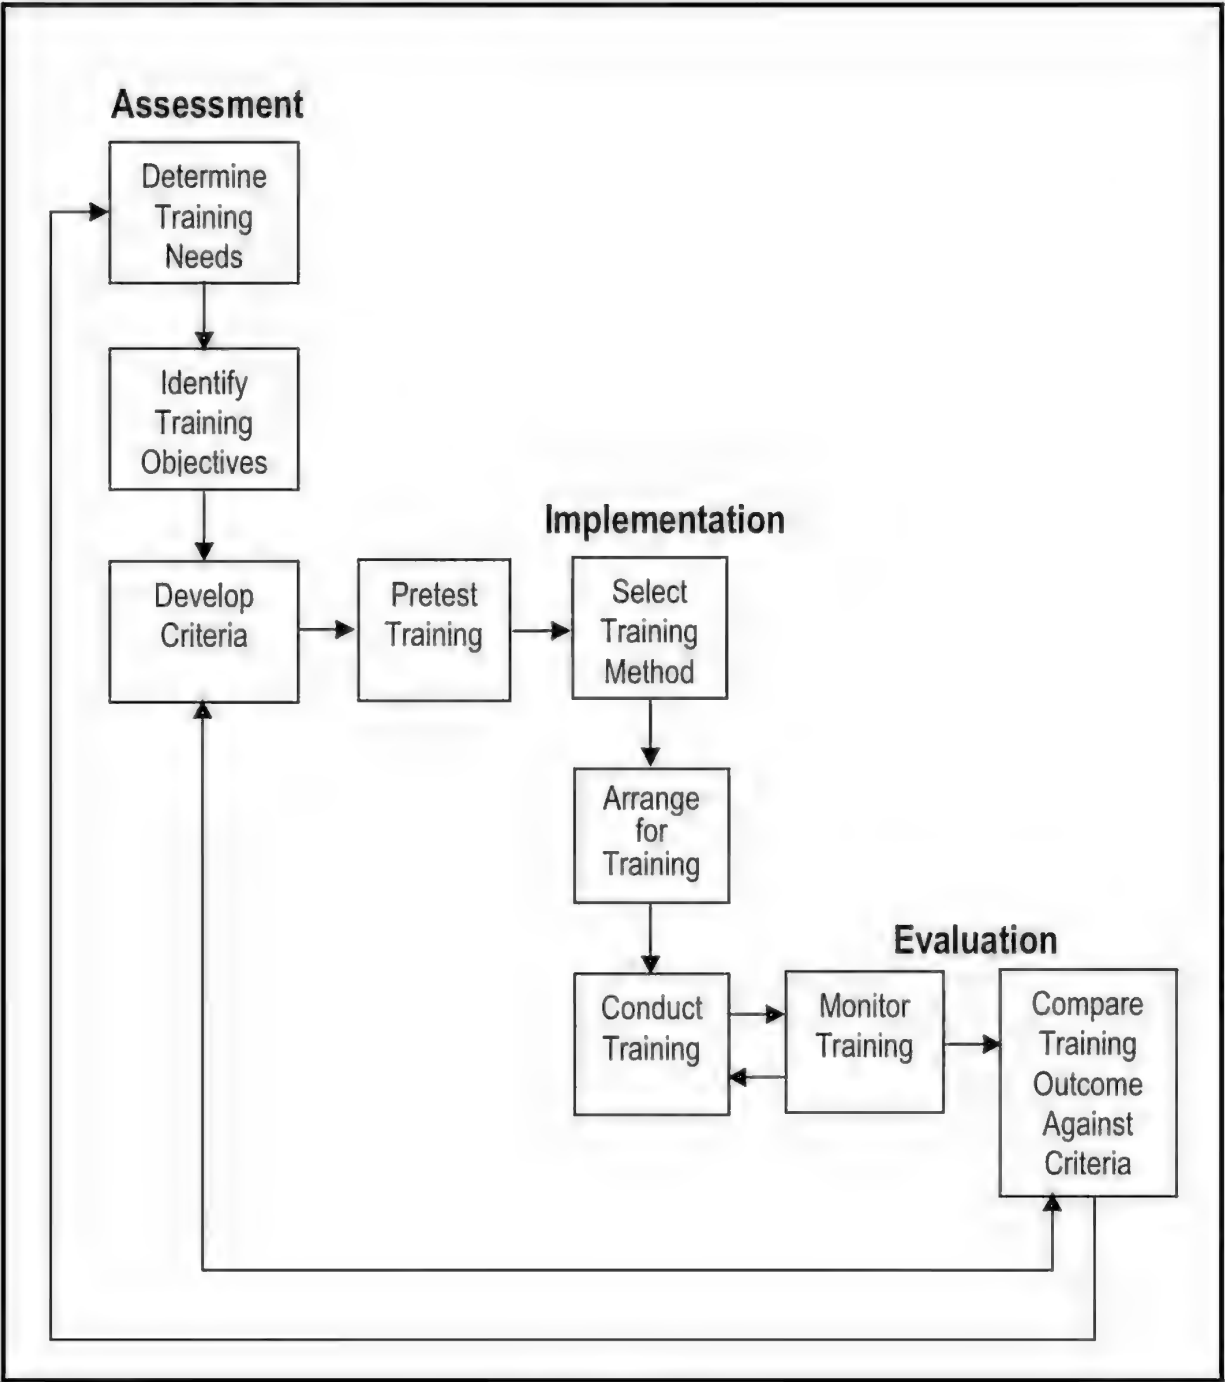 Assessment
Determine
Training
Needs
Identify
Training
Objectives
Develop
Criteria
Pretest
Training
Implementation
Select
Training
Method
Arrange
for
Training
Conduct
Training
Evaluation
Monitor
Training
Compare
Training
Outcome
Against
Criteria